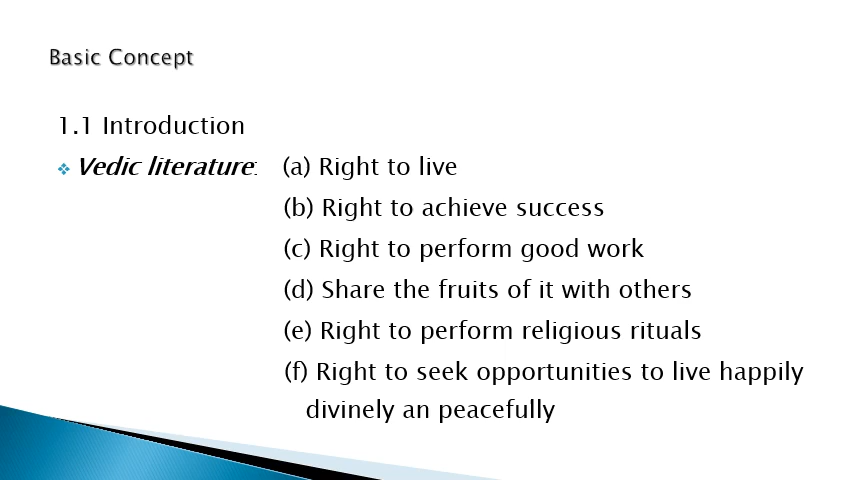 Basic Concept
1.1 Introduction
❖ Vedic literature: (a) Right to live
(b) Right to achieve success
(c) Right to perform good work
(d) Share the fruits of it with others
(e) Right to perform religious rituals
(f) Right to seek opportunities to live happily
divinely an peacefully